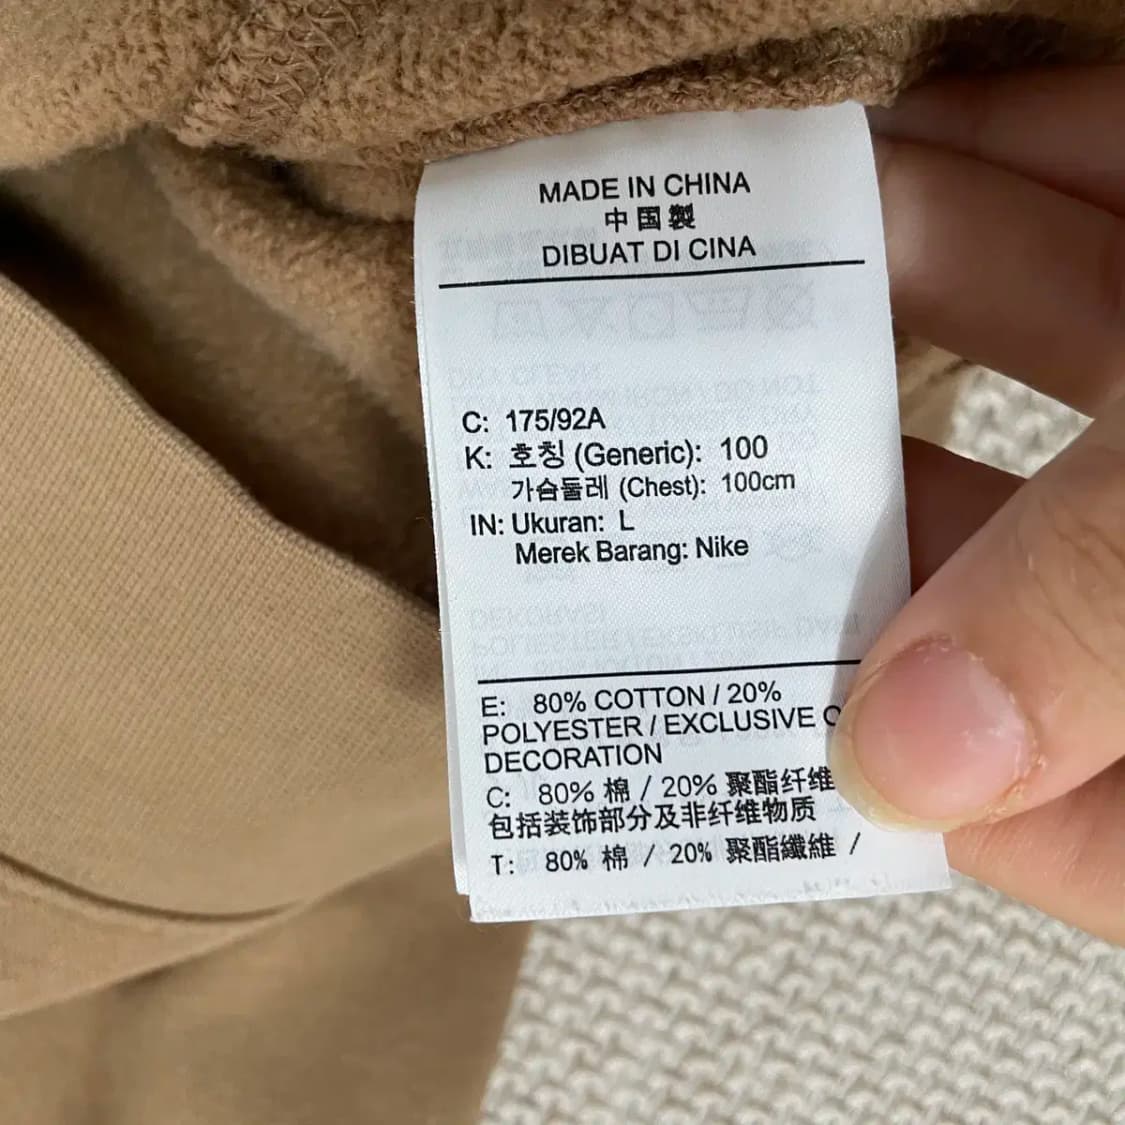 MADE IN CHINA
中国製
DIBUAT DI CINA
C: 175/92A
K: 호칭 (Generic): 100
가슴둘레 (Chest): 100cm
IN: Ukuran: L
Merek Barang: Nike
E: 80% COTTON / 20%
POLYESTER / EXCLUSIVE
DECORATION
C: 80% 棉 / 20% 聚酯纤维
包括装饰部分及非纤维物质
T: 80% 棉 / 20% 聚酯纖維 /